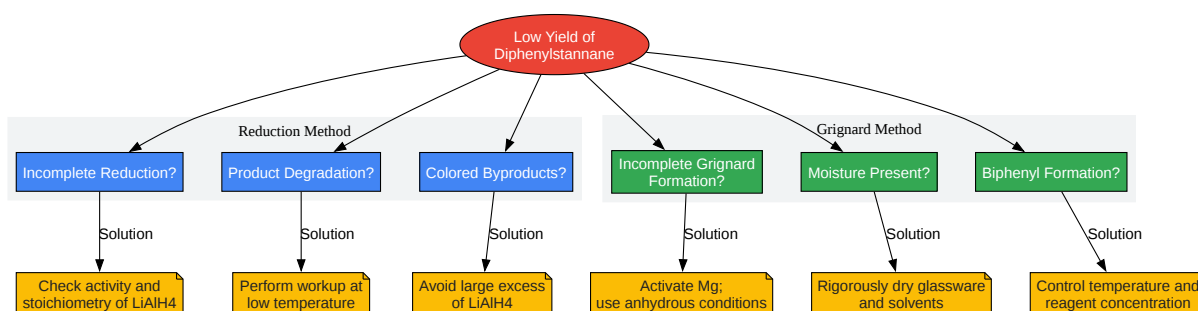 Low Yield of
Diphenylstannane
Reduction Method
Grignard Method
Incomplete Reduction?
Product Degradation?
Colored Byproducts?
Incomplete Grignard
Formation?
Moisture Present?
Biphenyl Formation?
Solution
Solution
Solution
Solution
Solution
Solution
Check activity and
stoichiometry of LiAlH4
Perform workup at
low temperature
Avoid large excess
of LiAlH4
Activate Mg;
use anhydrous conditions
Rigorously dry glassware
and solvents
Control temperature and
reagent concentration